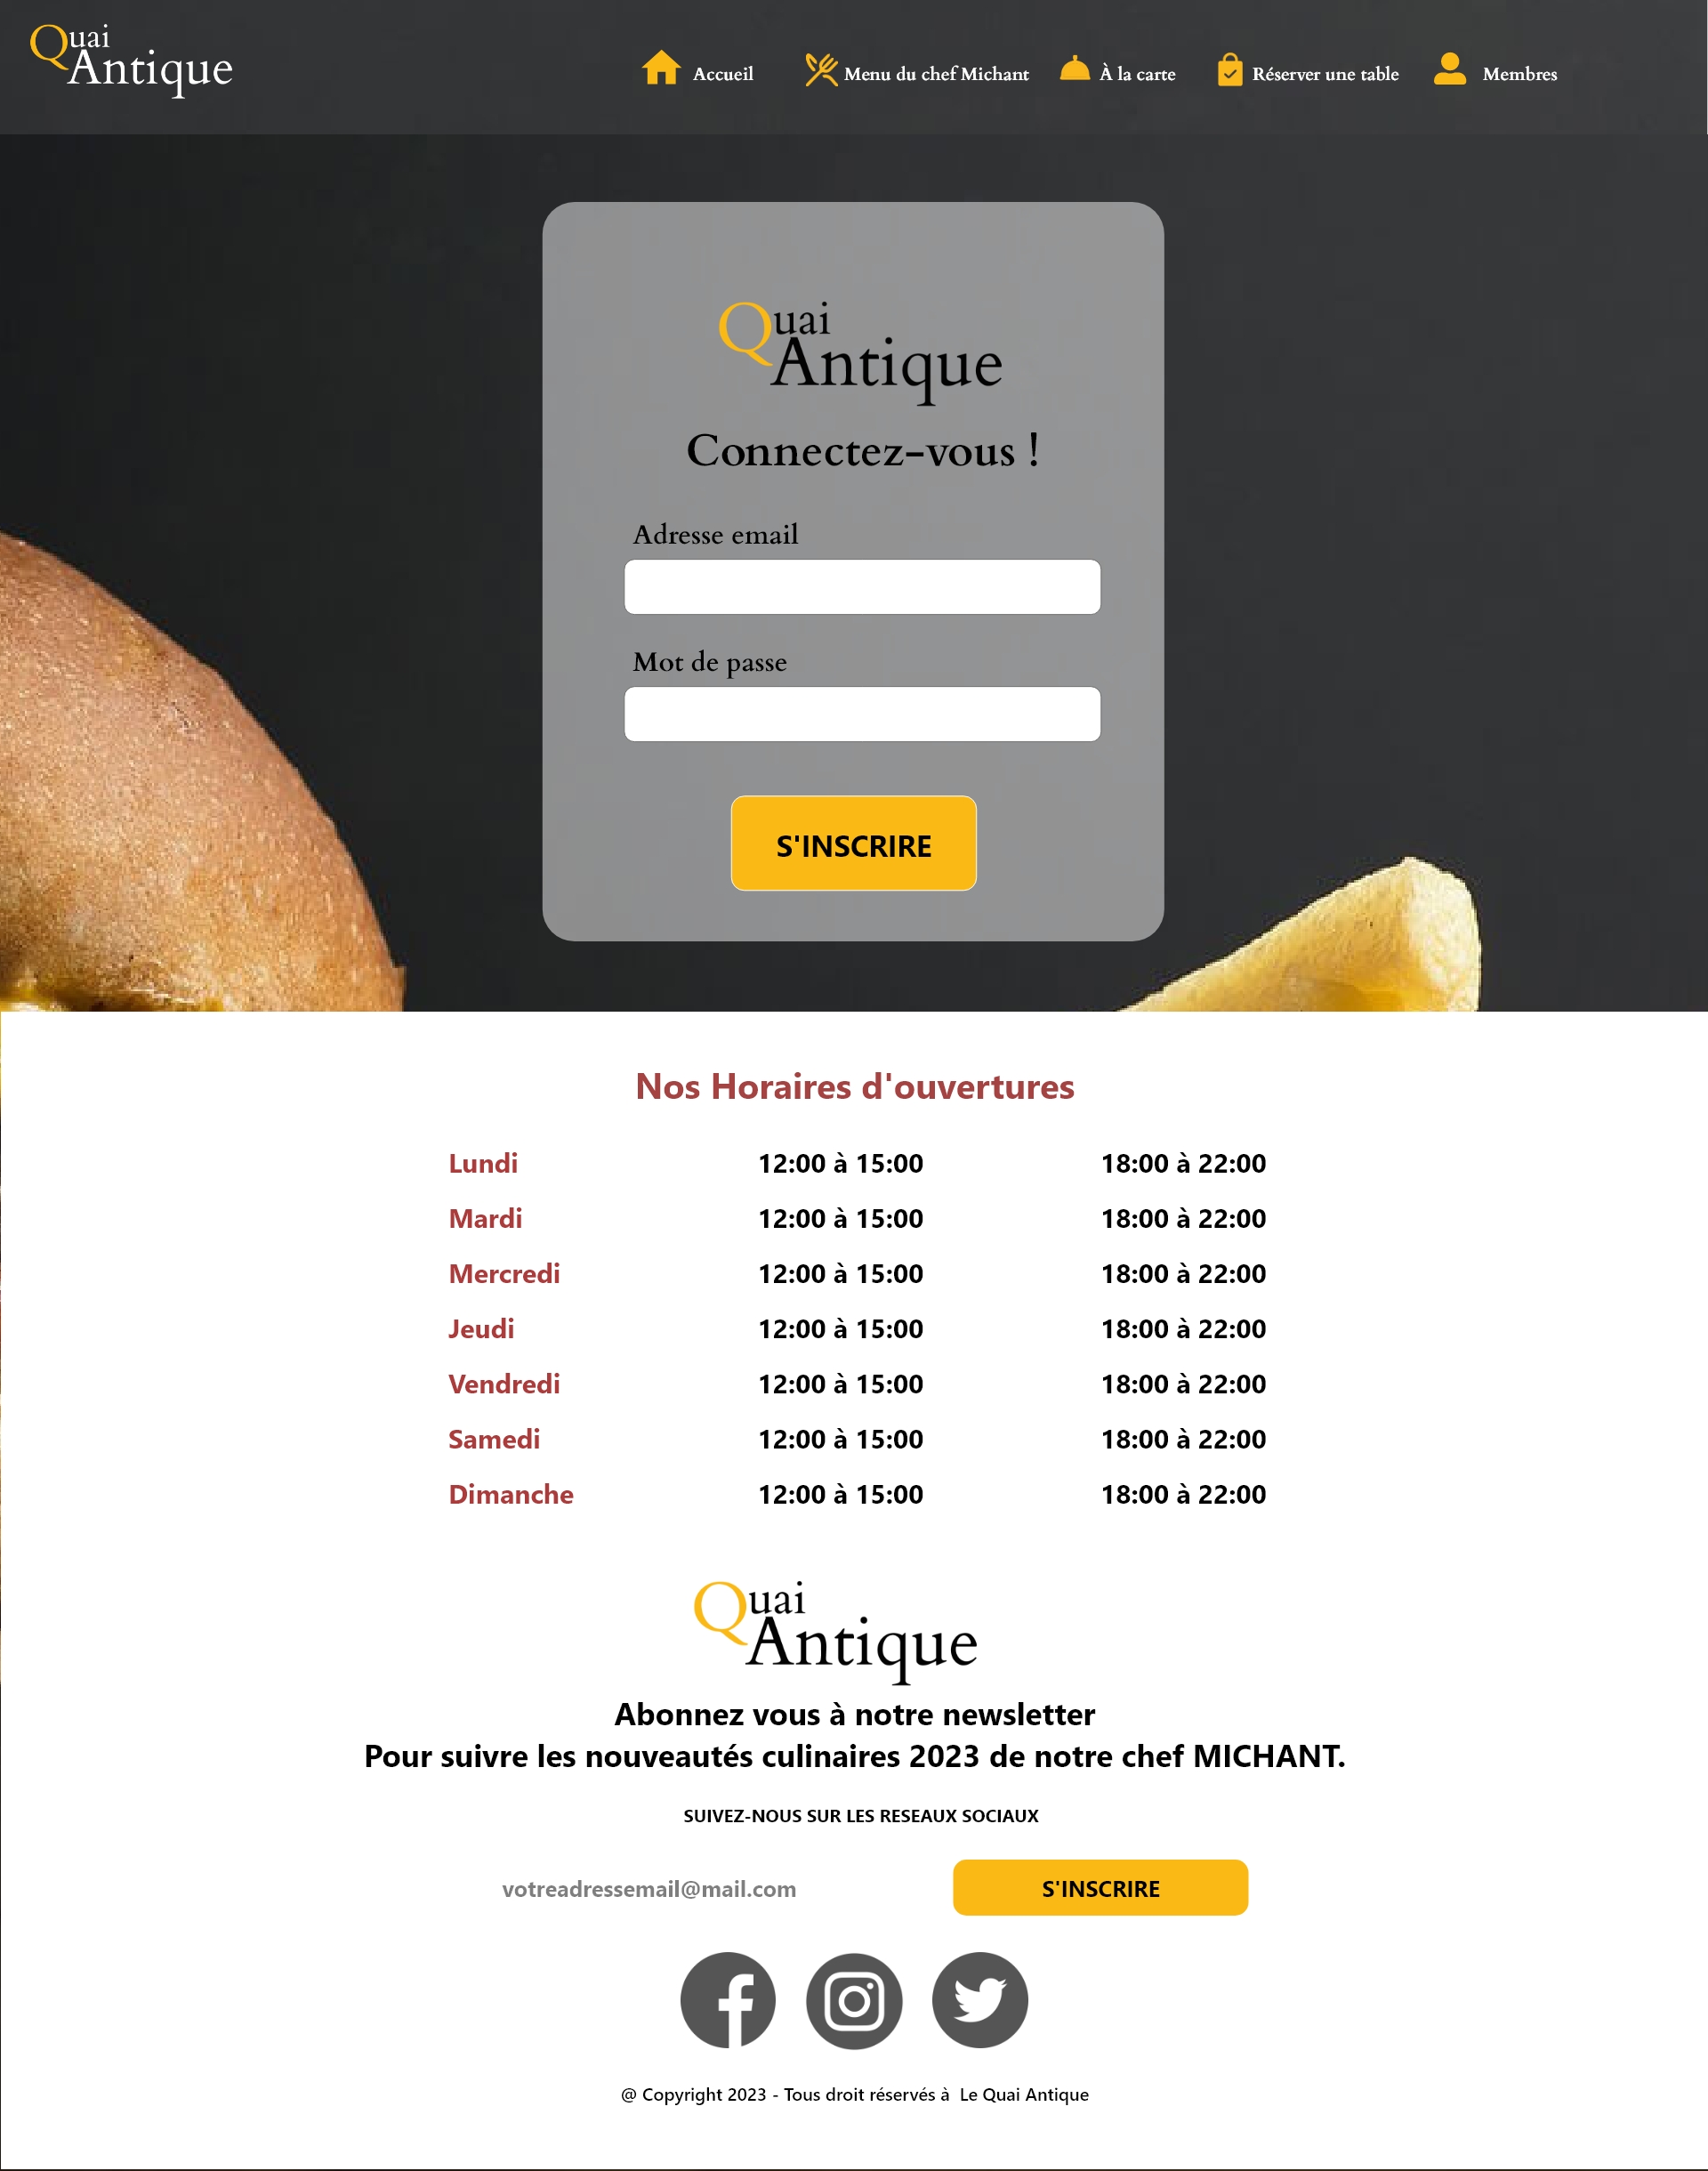 Quai
Antique
Accueil
Menu du chef Michant
À la carte
Réserver une table
Membres
Quai
Antique
Connectez-vous !
Adresse email
Mot de passe
S'INSCRIRE
Nos Horaires d'ouvertures
Lundi 12:00 à 15:00 18:00 à 22:00
Mardi 12:00 à 15:00 18:00 à 22:00
Mercredi 12:00 à 15:00 18:00 à 22:00
Jeudi 12:00 à 15:00 18:00 à 22:00
Vendredi 12:00 à 15:00 18:00 à 22:00
Samedi 12:00 à 15:00 18:00 à 22:00
Dimanche 12:00 à 15:00 18:00 à 22:00
Quai
Antique
Abonnez vous à notre newsletter
Pour suivre les nouveautés culinaires 2023 de notre chef MICHANT.
SUIVEZ-NOUS SUR LES RESEAUX SOCIAUX
votreadressemail@mail.com
S'INSCRIRE
@ Copyright 2023 - Tous droit réservés à  Le Quai Antique